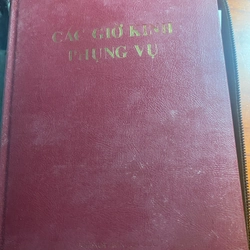 CÁC GIỜ KINH
PHỤNG VỤ